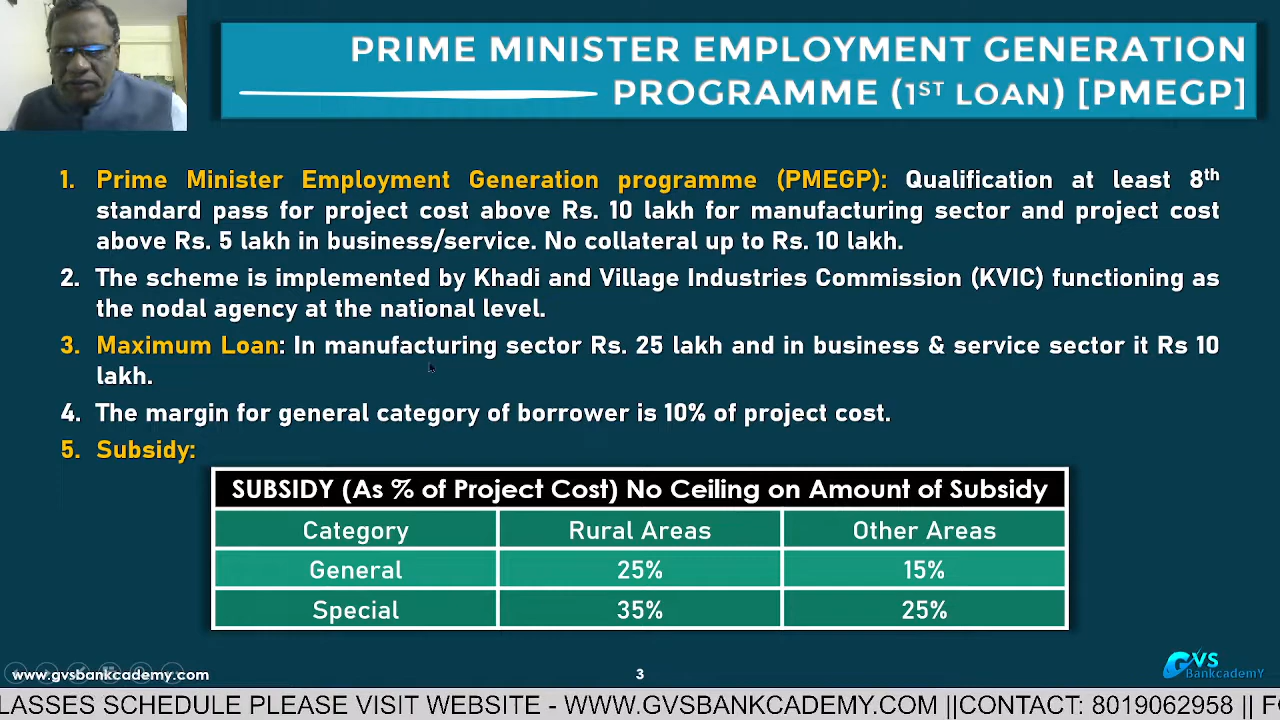 PRIME MINISTER EMPLOYMENT GENERATION
PROGRAMME (1ST LOAN) [PMEGP]
1. Prime Minister Employment Generation programme (PMEGP): Qualification at least 8th
standard pass for project cost above Rs. 10 lakh for manufacturing sector and project cost
above Rs. 5 lakh in business/service. No collateral up to Rs. 10 lakh.
2. The scheme is implemented by Khadi and Village Industries Commission (KVIC) functioning as
the nodal agency at the national level.
3. Maximum Loan: In manufacturing sector Rs. 25 lakh and in business & service sector it Rs 10
lakh.
4. The margin for general category of borrower is 10% of project cost.
5. Subsidy:
SUBSIDY (As % of Project Cost) No Ceiling on Amount of Subsidy
Category Rural Areas Other Areas
General 25% 15%
Special 35% 25%
www.gvsbankcademy.com
3
GVS
BankcademY
LASSES SCHEDULE PLEASE VISIT WEBSITE - WWW.GVSBANKCADEMY.COM ||CONTACT: 8019062958 || F